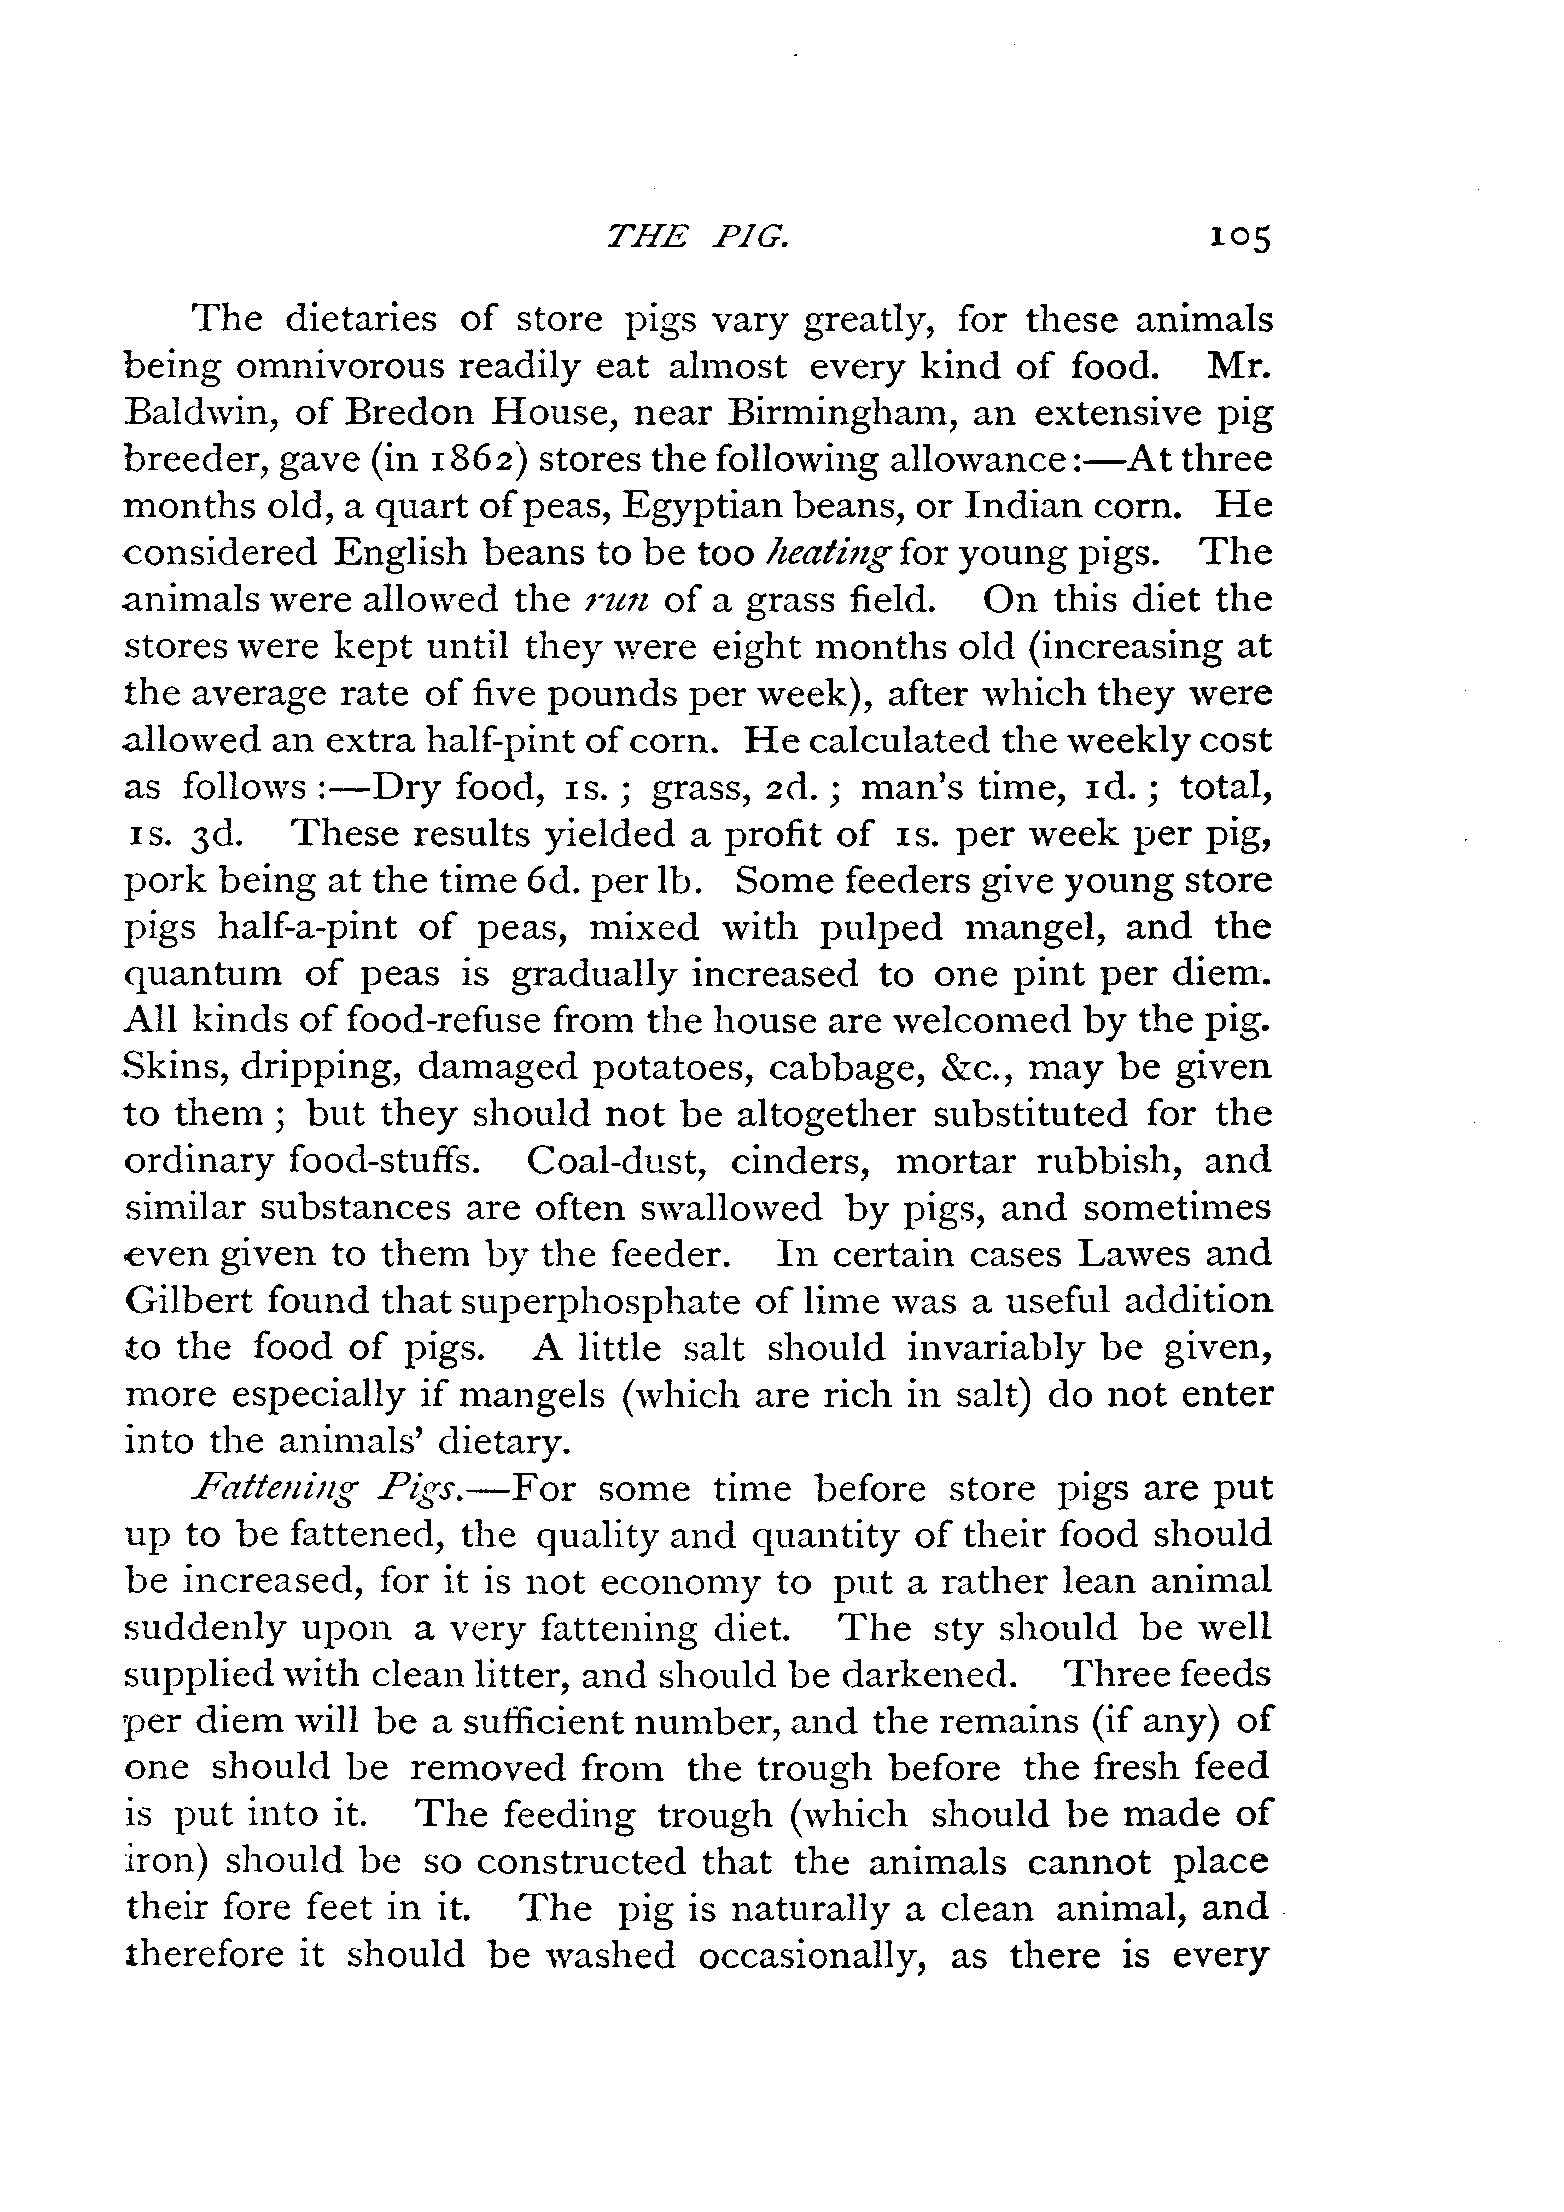 THE PIG. 105
The dietaries of store pigs vary greatly, for these animals
being omnivorous readily eat almost every kind of food. Mr.
Baldwin, of Bredon House, near Birmingham, an extensive pig
breeder, gave (in 1862) stores the following allowance:—At three
months old, a quart of peas, Egyptian beans, or Indian corn. He
considered English beans to be too heating for young pigs. The
animals were allowed the run of a grass field. On this diet the
stores were kept until they were eight months old (increasing at
the average rate of five pounds per week), after which they were
allowed an extra half-pint of corn. He calculated the weekly cost
as follows :—Dry food, 1s. ; grass, 2d. ; man's time, 1d. ; total,
1s. 3d. These results yielded a profit of 1s. per week per pig,
pork being at the time 6d. per lb. Some feeders give young store
pigs half-a-pint of peas, mixed with pulped mangel, and the
quantum of peas is gradually increased to one pint per diem.
All kinds of food-refuse from the house are welcomed by the pig.
Skins, dripping, damaged potatoes, cabbage, &c., may be given
to them ; but they should not be altogether substituted for the
ordinary food-stuffs. Coal-dust, cinders, mortar rubbish, and
similar substances are often swallowed by pigs, and sometimes
even given to them by the feeder. In certain cases Lawes and
Gilbert found that superphosphate of lime was a useful addition
to the food of pigs. A little salt should invariably be given,
more especially if mangels (which are rich in salt) do not enter
into the animals' dietary.
Fattening Pigs.—For some time before store pigs are put
up to be fattened, the quality and quantity of their food should
be increased, for it is not economy to put a rather lean animal
suddenly upon a very fattening diet. The sty should be well
supplied with clean litter, and should be darkened. Three feeds
per diem will be a sufficient number, and the remains (if any) of
one should be removed from the trough before the fresh feed
is put into it. The feeding trough (which should be made of
iron) should be so constructed that the animals cannot place
their fore feet in it. The pig is naturally a clean animal, and
therefore it should be washed occasionally, as there is every